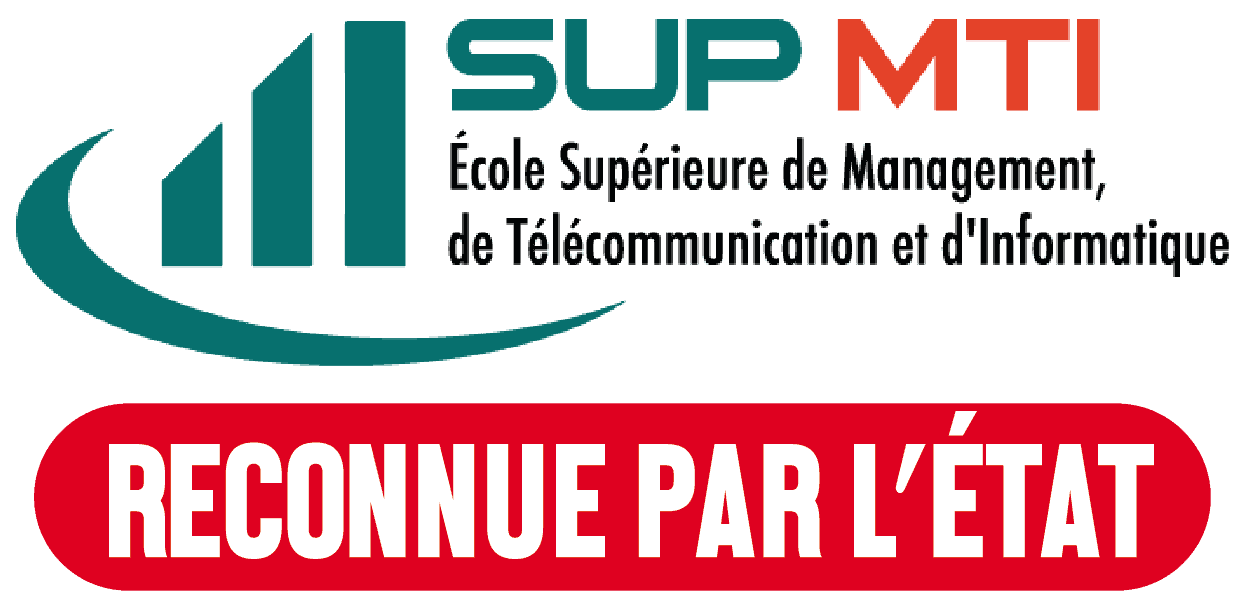 SUP MTI
École Supérieure de Management,
de Télécommunication et d'Informatique
RECONNUE PAR L'ÉTAT